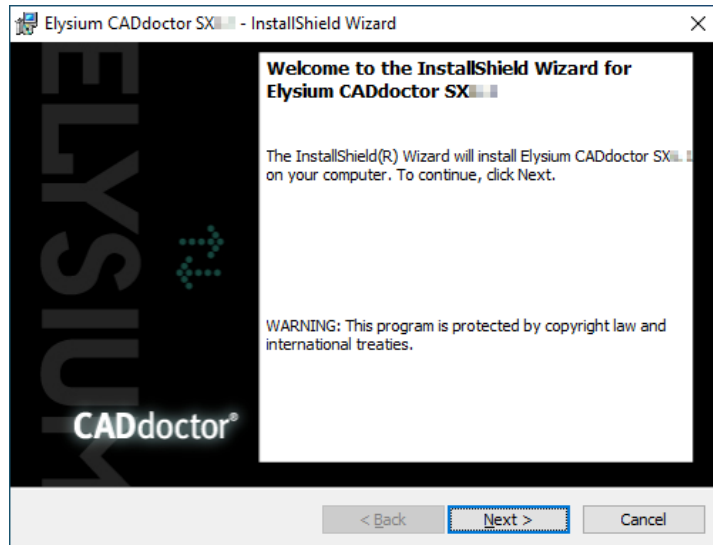 Elysium CADdoctor SX - InstallShield Wizard
Welcome to the InstallShield Wizard for
Elysium CADdoctor SX
The InstallShield(R) Wizard will install Elysium CADdoctor SX
on your computer. To continue, click Next.
WARNING: This program is protected by copyright law and
international treaties.
ELYSIUM
CADdoctor®
< Back
Next >
Cancel